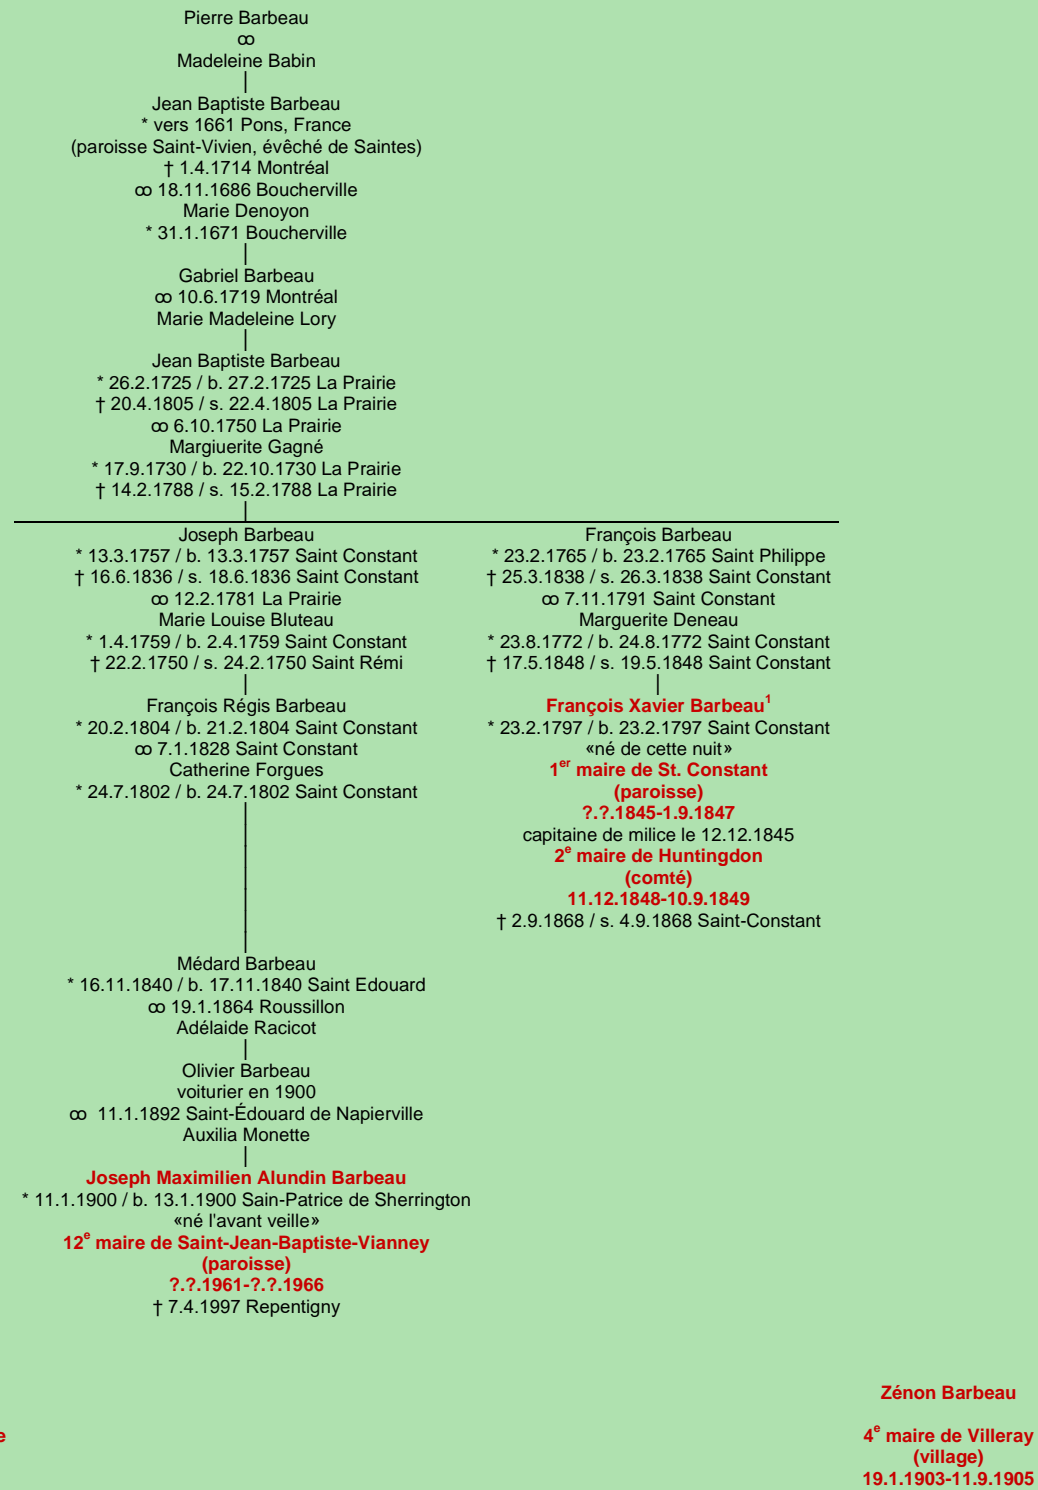 Pierre Barbeau
ꝏ
Madeleine Babin
Jean Baptiste Barbeau
* vers 1661 Pons, France
(paroisse Saint-Vivien, évêché de Saintes)
† 1.4.1714 Montréal
ꝏ 18.11.1686 Boucherville
Marie Denoyon
* 31.1.1671 Boucherville
Gabriel Barbeau
ꝏ 10.6.1719 Montréal
Marie Madeleine Lory
Jean Baptiste Barbeau
* 26.2.1725 / b. 27.2.1725 La Prairie
† 20.4.1805 / s. 22.4.1805 La Prairie
ꝏ 6.10.1750 La Prairie
Margiuerite Gagné
* 17.9.1730 / b. 22.10.1730 La Prairie
† 14.2.1788 / s. 15.2.1788 La Prairie
Joseph Barbeau
* 13.3.1757 / b. 13.3.1757 Saint Constant
† 16.6.1836 / s. 18.6.1836 Saint Constant
ꝏ 12.2.1781 La Prairie
Marie Louise Bluteau
* 1.4.1759 / b. 2.4.1759 Saint Constant
† 22.2.1750 / s. 24.2.1750 Saint Rémi
François Régis Barbeau
* 20.2.1804 / b. 21.2.1804 Saint Constant
ꝏ 7.1.1828 Saint Constant
Catherine Forgues
* 24.7.1802 / b. 24.7.1802 Saint Constant
Médard Barbeau
* 16.11.1840 / b. 17.11.1840 Saint Edouard
ꝏ 19.1.1864 Roussillon
Adélaide Racicot
Olivier Barbeau
voiturier en 1900
ꝏ 11.1.1892 Saint-Édouard de Napierville
Auxilia Monette
Joseph Maximilien Alundin Barbeau
* 11.1.1900 / b. 13.1.1900 Sain-Patrice de Sherrington
«né l'avant veille»
12e maire de Saint-Jean-Baptiste-Vianney
(paroisse)
?.?.1961-?.?.1966
† 7.4.1997 Repentigny
François Barbeau
* 23.2.1765 / b. 23.2.1765 Saint Philippe
† 25.3.1838 / s. 26.3.1838 Saint Constant
ꝏ 7.11.1791 Saint Constant
Marguerite Deneau
* 23.8.1772 / b. 24.8.1772 Saint Constant
† 17.5.1848 / s. 19.5.1848 Saint Constant
François Xavier Barbeau1
* 23.2.1797 / b. 23.2.1797 Saint Constant
«né de cette nuit»
1er maire de St. Constant
(paroisse)
?.?.1845-1.9.1847
capitaine de milice le 12.12.1845
2e maire de Huntingdon
(comté)
11.12.1848-10.9.1849
† 2.9.1868 / s. 4.9.1868 Saint-Constant
e
Zénon Barbeau
4e maire de Villeray
(village)
19.1.1903-11.9.1905